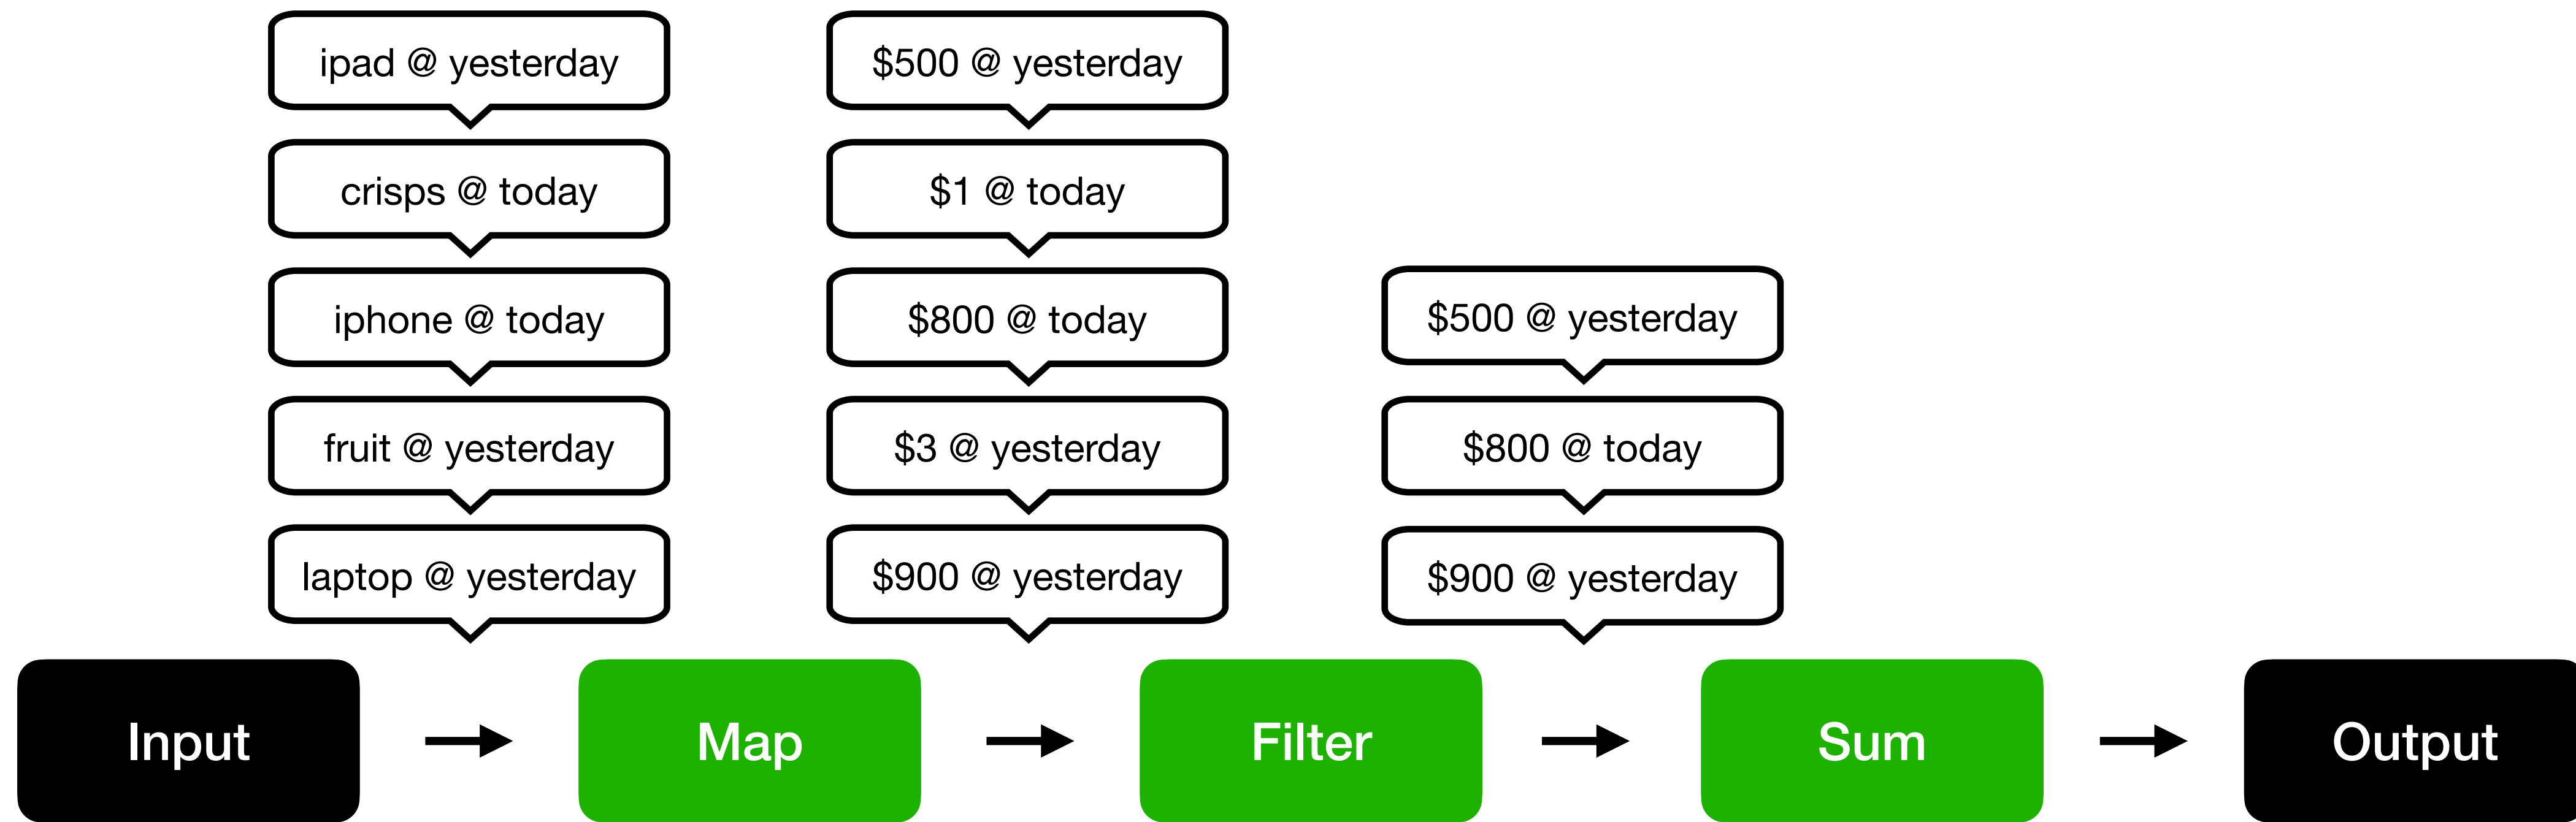 ipad @ yesterday
crisps @ today
iphone @ today
fruit @ yesterday
laptop @ yesterday
$500 @ yesterday
$1 @ today
$800 @ today
$3 @ yesterday
$900 @ yesterday
$500 @ yesterday
$800 @ today
$900 @ yesterday
Input
Map
Filter
Sum
Output